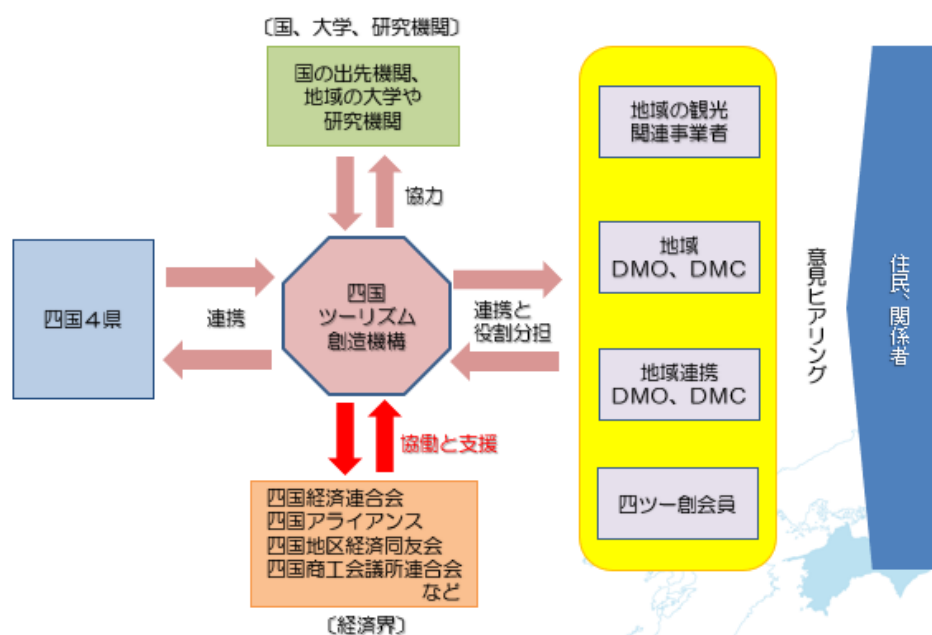 〔国、大学、研究機関〕
国の出先機関、
地域の大学や
研究機関
協力
四国4県
連携
四国
ツーリズム
創造機構
連携と
役割分担
協働と支援
四国経済連合会
四国アライアンス
四国地区経済同友会
四国商工会議所連合会
など
〔経済界〕
地域の観光
関連事業者
地域
DMO、DMC
地域連携
DMO、DMC
四ツー創会員
意見ヒアリング
住民、関係者